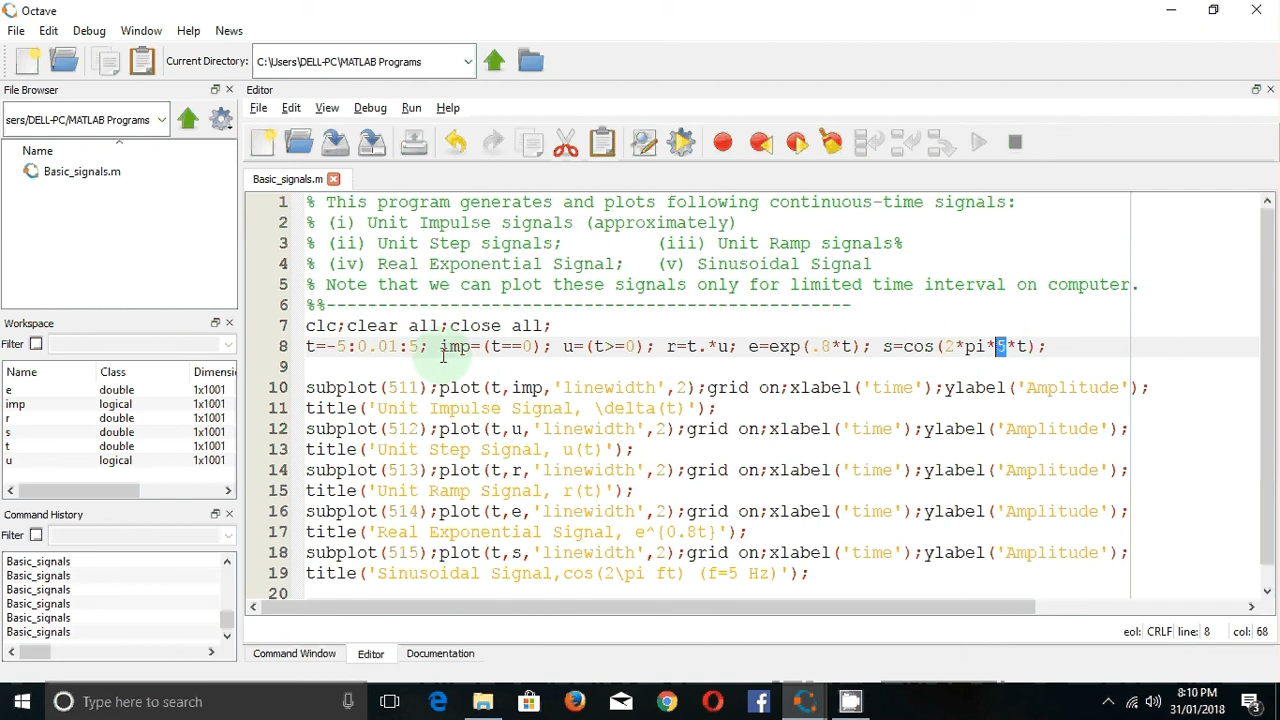 Octave
File Edit Debug Window Help News
Current Directory: C:\Users\DELL-PC\MATLAB Programs
File Browser
sers/DELL-PC/MATLAB Programs
Name
Basic_signals.m
Workspace
Filter
Name Class Dimension
e double 1x1001
imp logical 1x1001
r double 1x1001
s double 1x1001
t double 1x1001
u logical 1x1001
Command History
Filter
Basic_signals
Basic_signals
Basic_signals
Basic_signals
Basic_signals
Basic_signals
Editor
File Edit View Debug Run Help
Basic_signals.m
1 % This program generates and plots following continuous-time signals:
2 % (i) Unit Impulse signals (approximately)
3 % (ii) Unit Step signals; (iii) Unit Ramp signals%
4 % (iv) Real Exponential Signal; (v) Sinusoidal Signal
5 % Note that we can plot these signals only for limited time interval on computer.
6 %%---------------------------------------------------
7 clc;clear all;close all;
8 t=-5:0.01:5; imp=(t==0); u=(t>=0); r=t.*u; e=exp(.8*t); s=cos(2*pi*5*t);
9
10 subplot(511);plot(t,imp,'linewidth',2);grid on;xlabel('time');ylabel('Amplitude');
11 title('Unit Impulse Signal, \delta(t)');
12 subplot(512);plot(t,u,'linewidth',2);grid on;xlabel('time');ylabel('Amplitude');
13 title('Unit Step Signal, u(t)');
14 subplot(513);plot(t,r,'linewidth',2);grid on;xlabel('time');ylabel('Amplitude');
15 title('Unit Ramp Signal, r(t)');
16 subplot(514);plot(t,e,'linewidth',2);grid on;xlabel('time');ylabel('Amplitude');
17 title('Real Exponential Signal, e^{0.8t}');
18 subplot(515);plot(t,s,'linewidth',2);grid on;xlabel('time');ylabel('Amplitude');
19 title('Sinusoidal Signal,cos(2\pi ft) (f=5 Hz)');
20
eol: CRLF line: 8 col: 68
Command Window Editor Documentation
Type here to search
8:10 PM
31/01/2018
3